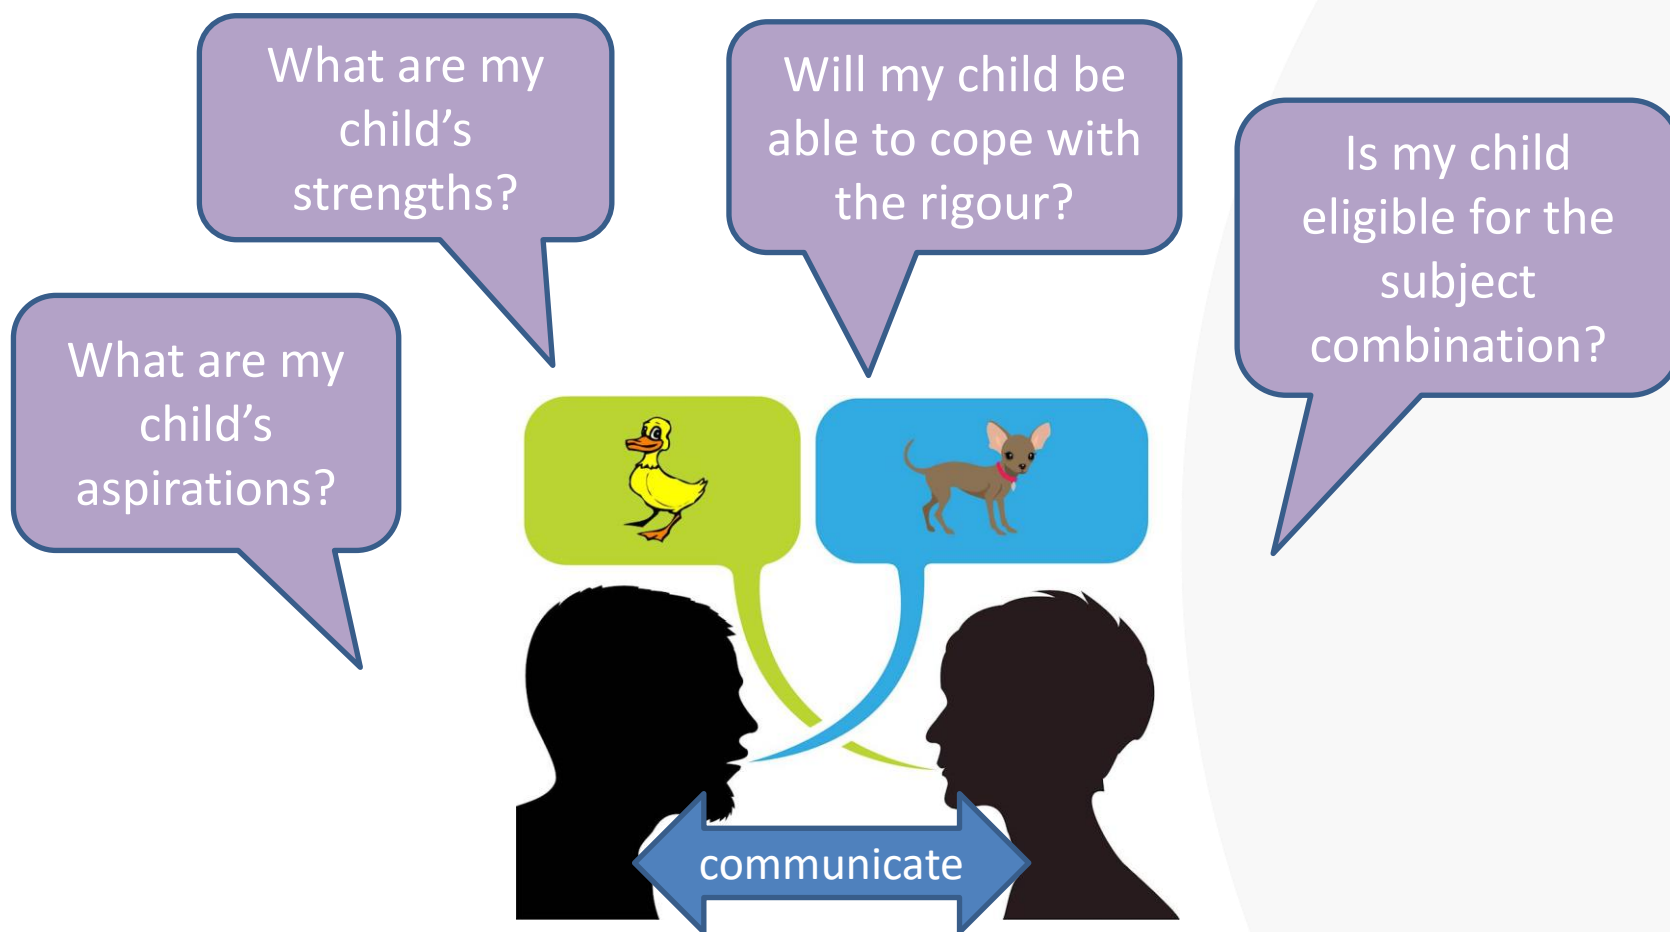 What are my
child’s
strengths?
Will my child be
able to cope with
the rigour?
Is my child
eligible for the
subject
combination?
What are my
child’s
aspirations?
communicate